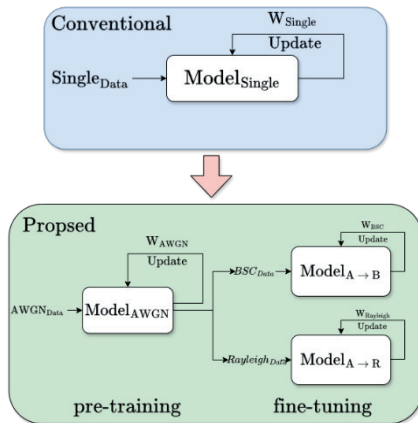 Conventional
W_Single
Update
Single_Data
Model_Single
Propsed
W_AWGN
Update
AWGN_Data
Model_AWGN
BSC_Data
W_BSC
Update
Model_A → B
Rayleigh_Data
W_Rayleigh
Update
Model_A → R
pre-training
fine-tuning